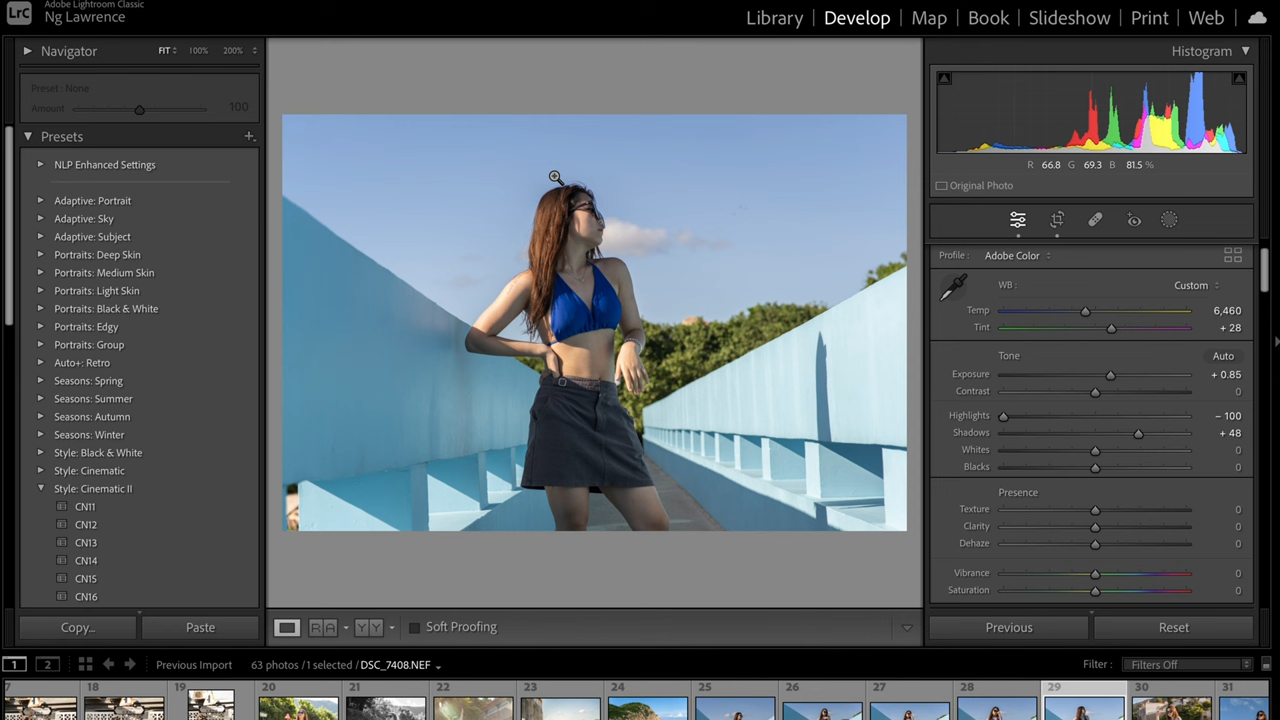 LrC
Adobe Lightroom Classic
Ng Lawrence
Library | Develop | Map | Book | Slideshow | Print | Web
Navigator
FIT 100% 200%
Preset : None
Amount 100
Presets
NLP Enhanced Settings
Adaptive: Portrait
Adaptive: Sky
Adaptive: Subject
Portraits: Deep Skin
Portraits: Medium Skin
Portraits: Light Skin
Portraits: Black & White
Portraits: Edgy
Portraits: Group
Auto+: Retro
Seasons: Spring
Seasons: Summer
Seasons: Autumn
Seasons: Winter
Style: Black & White
Style: Cinematic
Style: Cinematic II
CN11
CN12
CN13
CN14
CN15
CN16
Copy... Paste
RA YY Soft Proofing
Histogram
R 66.8 G 69.3 B 81.5 %
Original Photo
Profile : Adobe Color
WB : Custom
Temp 6,460
Tint + 28
Tone Auto
Exposure + 0.85
Contrast 0
Highlights − 100
Shadows + 48
Whites 0
Blacks 0
Presence
Texture 0
Clarity 0
Dehaze 0
Vibrance 0
Saturation 0
Previous Reset
1 2 Previous Import 63 photos / 1 selected / DSC_7408.NEF Filter : Filters Off
7 18 19 20 21 22 23 24 25 26 27 28 29 30 31